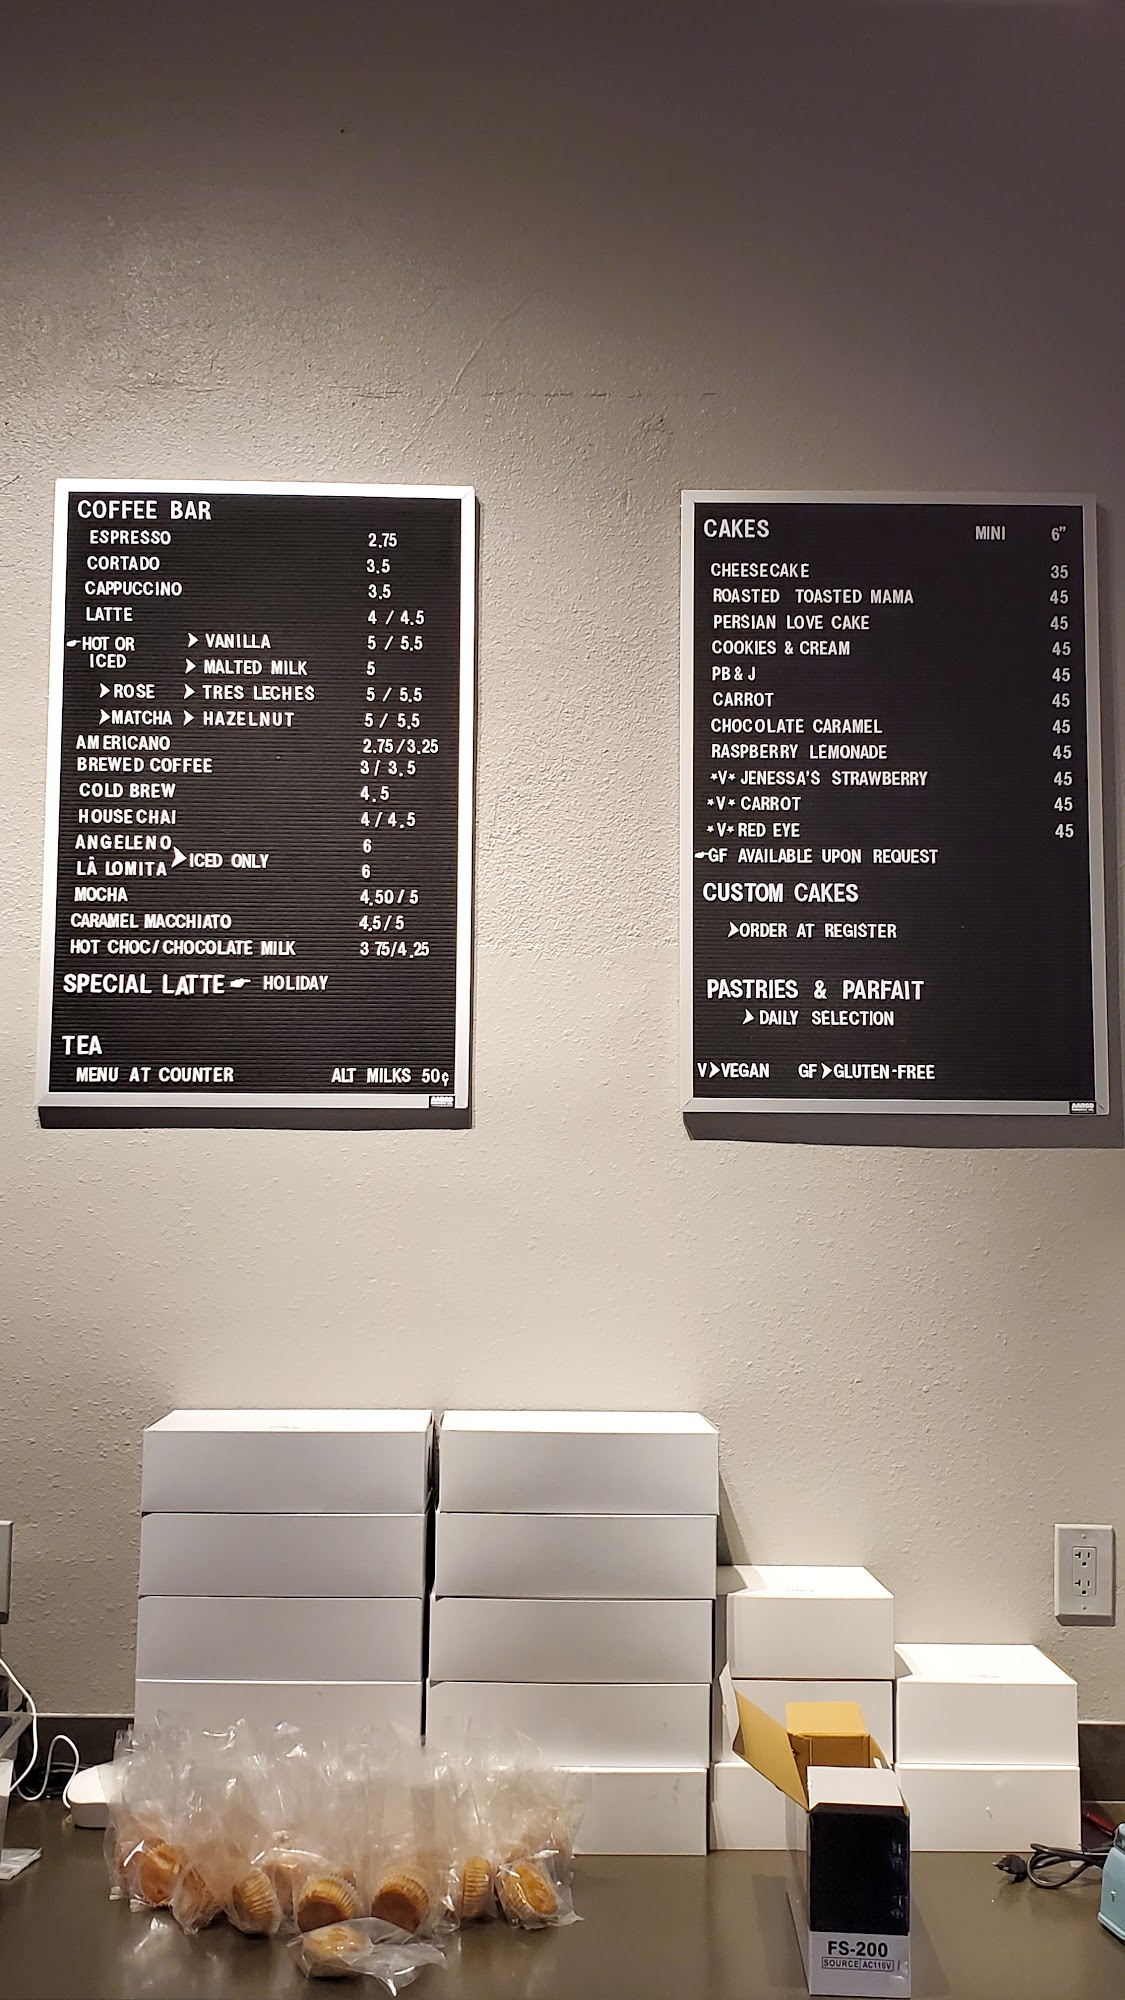 COFFEE BAR
ESPRESSO 2.75
CORTADO 3.5
CAPPUCCINO 3.5
LATTE 4 / 4.5
HOT OR ICED
VANILLA 5 / 5.5
MALTED MILK 5
ROSE TRES LECHES 5 / 5.5
MATCHA HAZELNUT 5 / 5.5
AMERICANO 2.75/3.25
BREWED COFFEE 3/ 3.5
COLD BREW 4.5
HOUSE CHAI 4/4.5
ANGELENO 6
ICED ONLY
LÂ LOMITA 6
MOCHA 4.50/ 5
CARAMEL MACCHIATO 4.5/5
HOT CHOC/CHOCOLATE MILK 3 75/4.25
SPECIAL LATTE HOLIDAY
TEA
MENU AT COUNTER ALT MILKS 50¢
AARCO
CAKES MINI 6"
CHEESECAKE 35
ROASTED TOASTED MAMA 45
PERSIAN LOVE CAKE 45
COOKIES & CREAM 45
PB & J 45
CARROT 45
CHOCOLATE CARAMEL 45
RASPBERRY LEMONADE 45
*V* JENESSA'S STRAWBERRY 45
*V* CARROT 45
*V* RED EYE 45
GF AVAILABLE UPON REQUEST
CUSTOM CAKES
ORDER AT REGISTER
PASTRIES & PARFAIT
DAILY SELECTION
V VEGAN GF GLUTEN-FREE
AARCO
FS-200
SOURCE AC110V